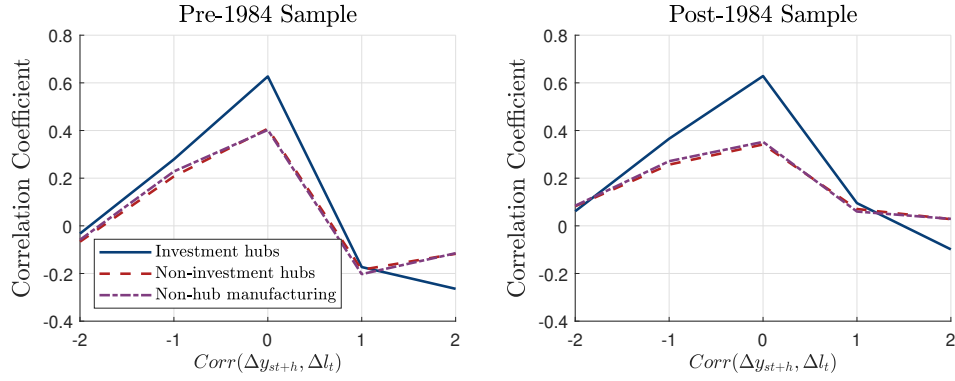 Pre-1984 Sample
Correlation Coefficient
0.8
0.6
0.4
0.2
0
-0.2
-0.4
Investment hubs
Non-investment hubs
Non-hub manufacturing
-2
-1
0
1
2
Corr(Δy_{st+h}, Δl_t)
Post-1984 Sample
Correlation Coefficient
0.8
0.6
0.4
0.2
0
-0.2
-0.4
-2
-1
0
1
2
Corr(Δy_{st+h}, Δl_t)